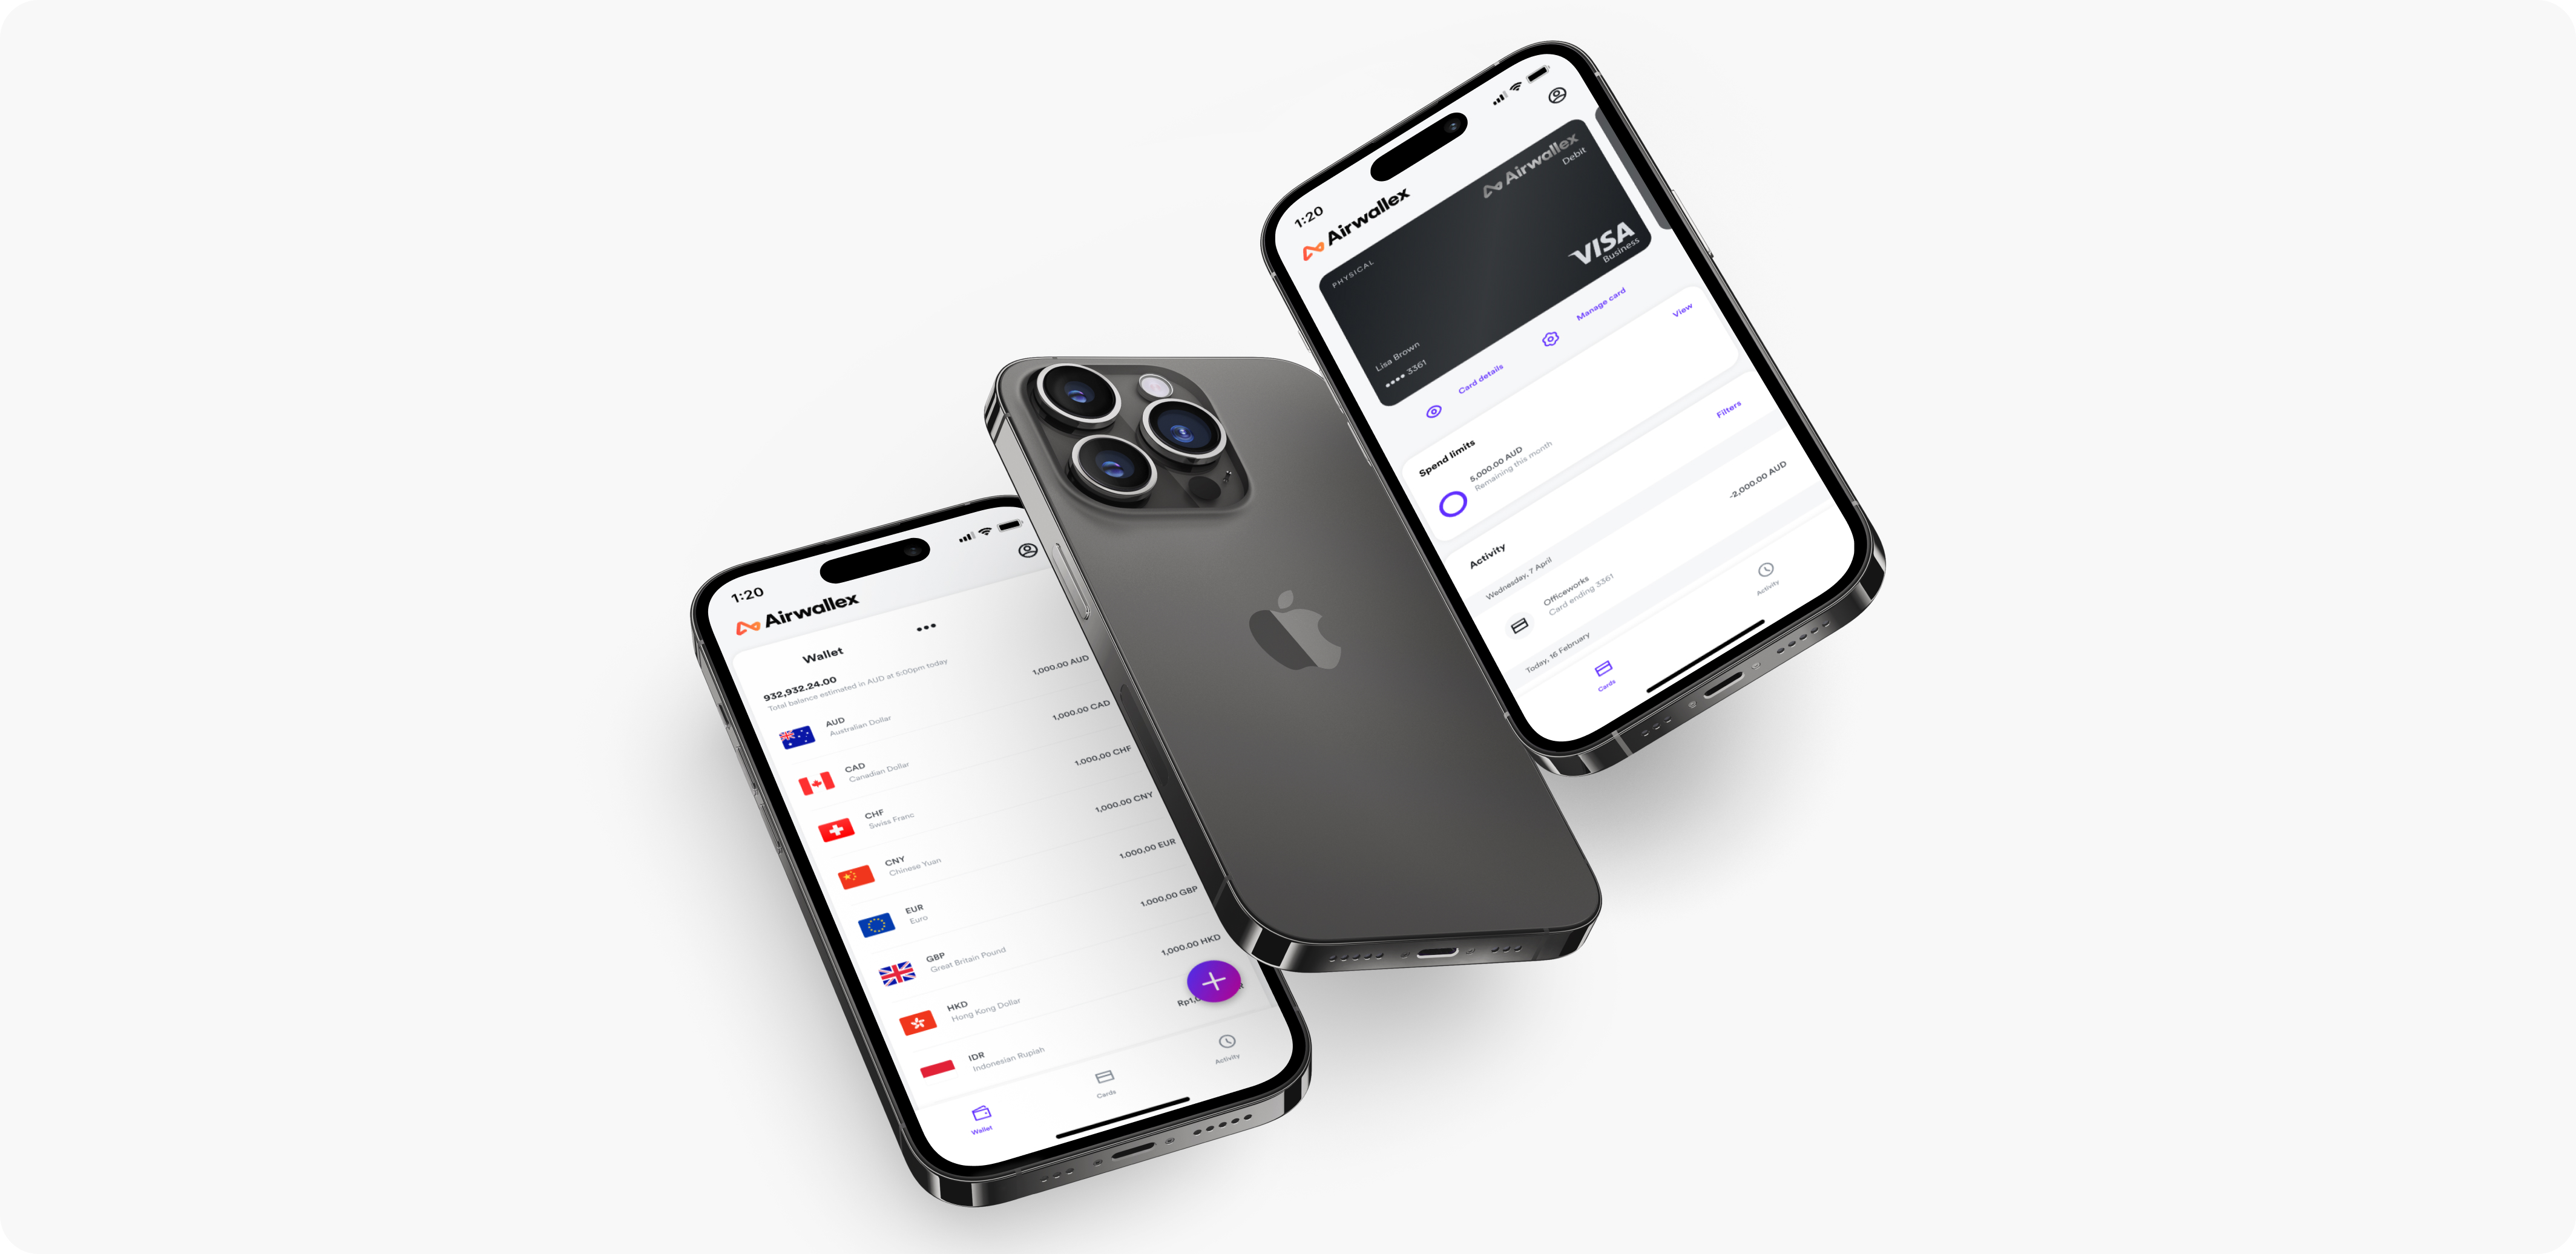 1:20
Airwallex
Wallet
932,932.24.00
Total balance estimated in AUD at 5:00pm today
AUD
Australian Dollar
1,000.00 AUD
CAD
Canadian Dollar
1,000.00 CAD
CHF
Swiss Franc
1.000,00 CHF
CNY
Chinese Yuan
1,000.00 CNY
EUR
Euro
1.000,00 EUR
GBP
Great Britain Pound
1.000,00 GBP
HKD
Hong Kong Dollar
1,000.00 HKD
IDR
Indonesian Rupiah
Wallet
Cards
Activity
1:20
Airwallex
Airwallex
Debit
PHYSICAL
VISA
Business
Lisa Brown
•••• 3361
Card details
Manage card
Spend limits
View
5,000.00 AUD
Remaining this month
Activity
Filters
Wednesday, 7 April
Officeworks
Card ending 3361
-2,000.00 AUD
Today, 16 February
Cards
Activity